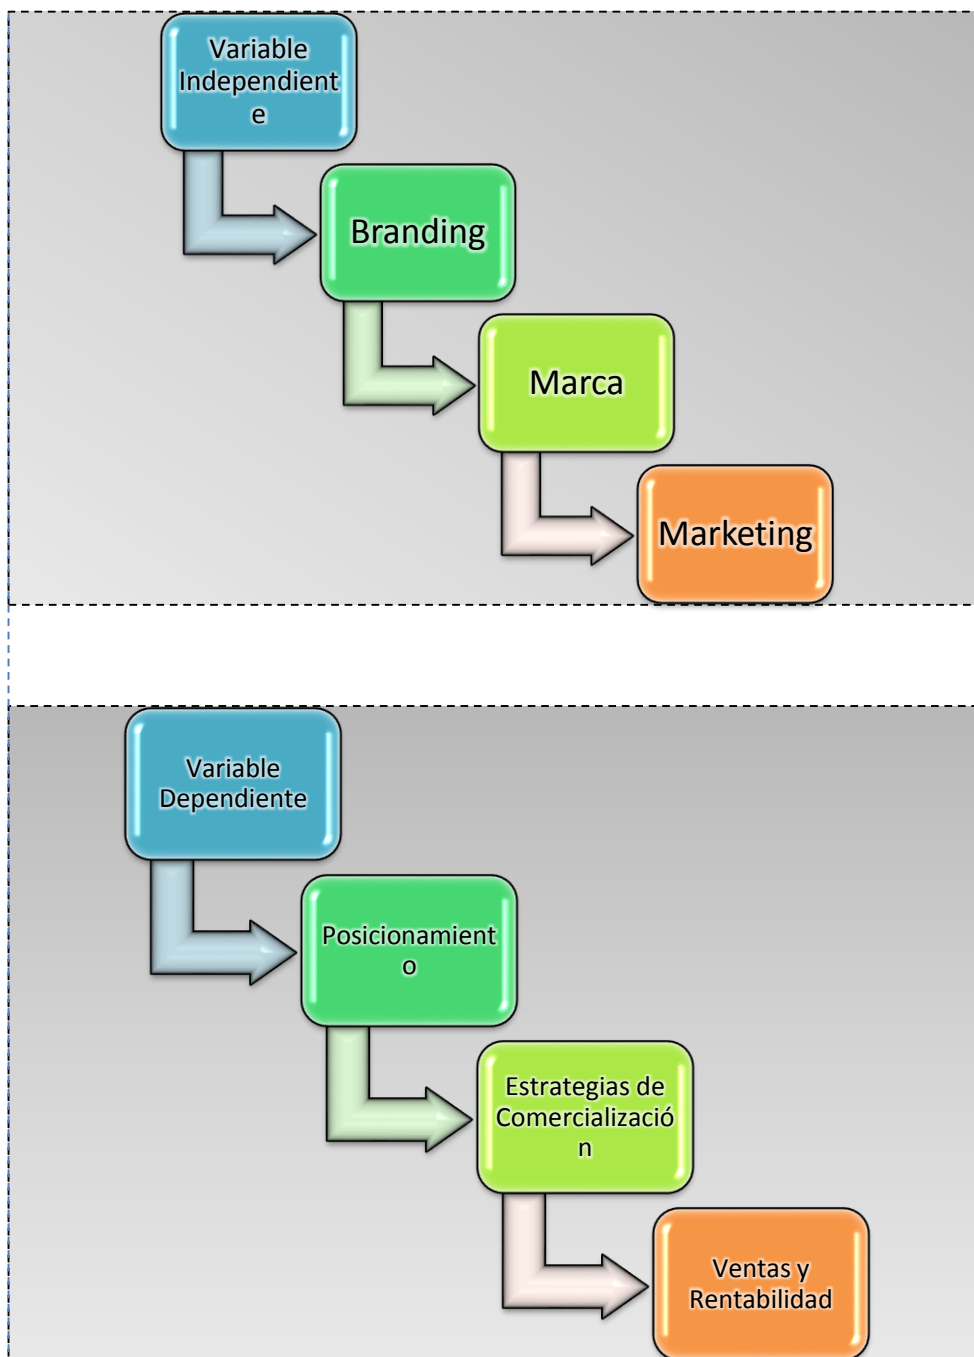 Variable
Independient
e
Branding
Marca
Marketing
Variable
Dependiente
Posicionamient
o
Estrategias de
Comercializació
n
Ventas y
Rentabilidad